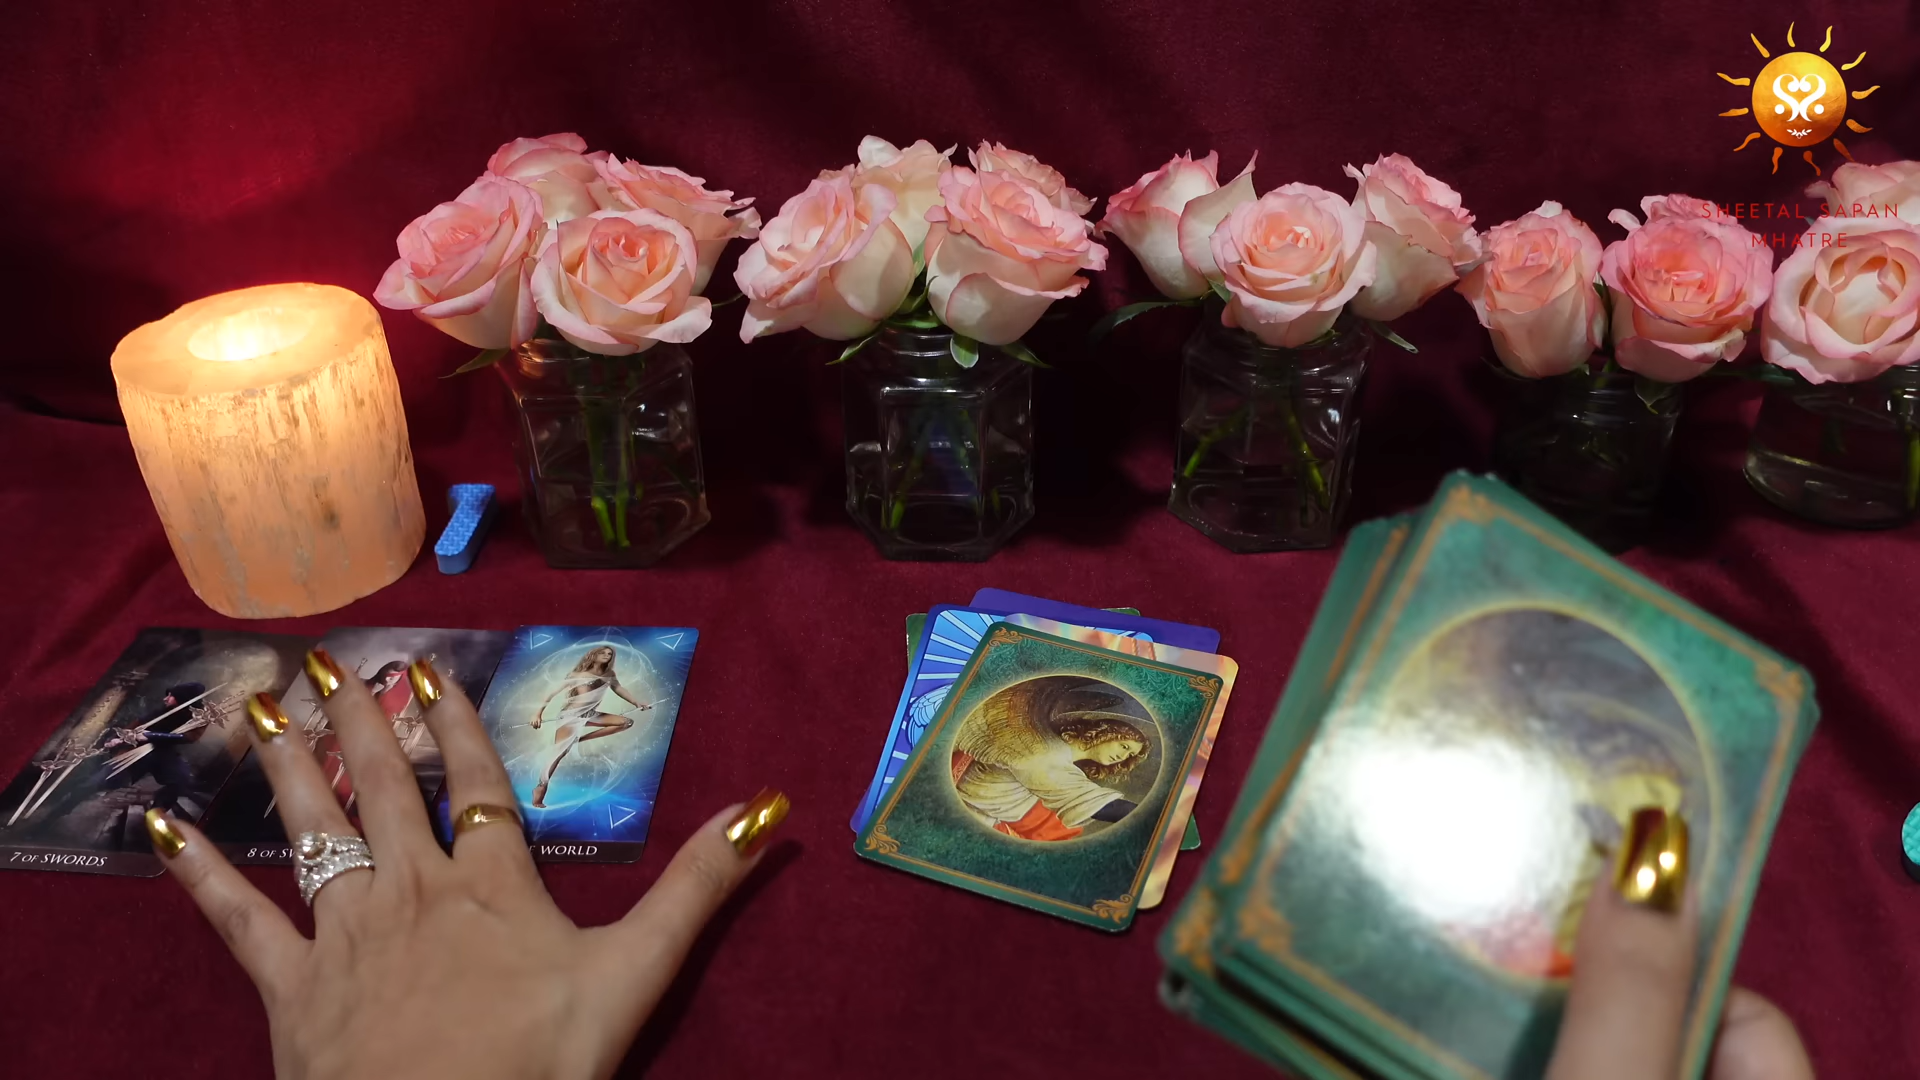 SHEETAL SAPAN
MHATRE
7 OF SWORDS
8 OF
WORLD